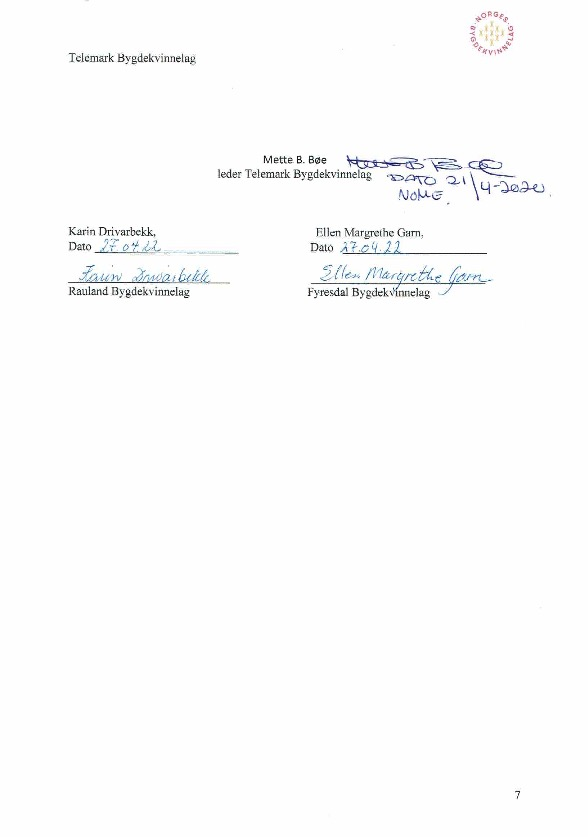 NORGES BYGDEKVINNELAG
Telemark Bygdekvinnelag
Mette B. Bøe
leder Telemark Bygdekvinnelag
DATO 21/4-2020
NOME
Karin Drivarbekk,
Dato 27.04.22
Karin Drivarbekk
Rauland Bygdekvinnelag
Ellen Margrethe Garn,
Dato 27.04.22
Ellen Margrethe Garn
Fyresdal Bygdekvinnelag
7